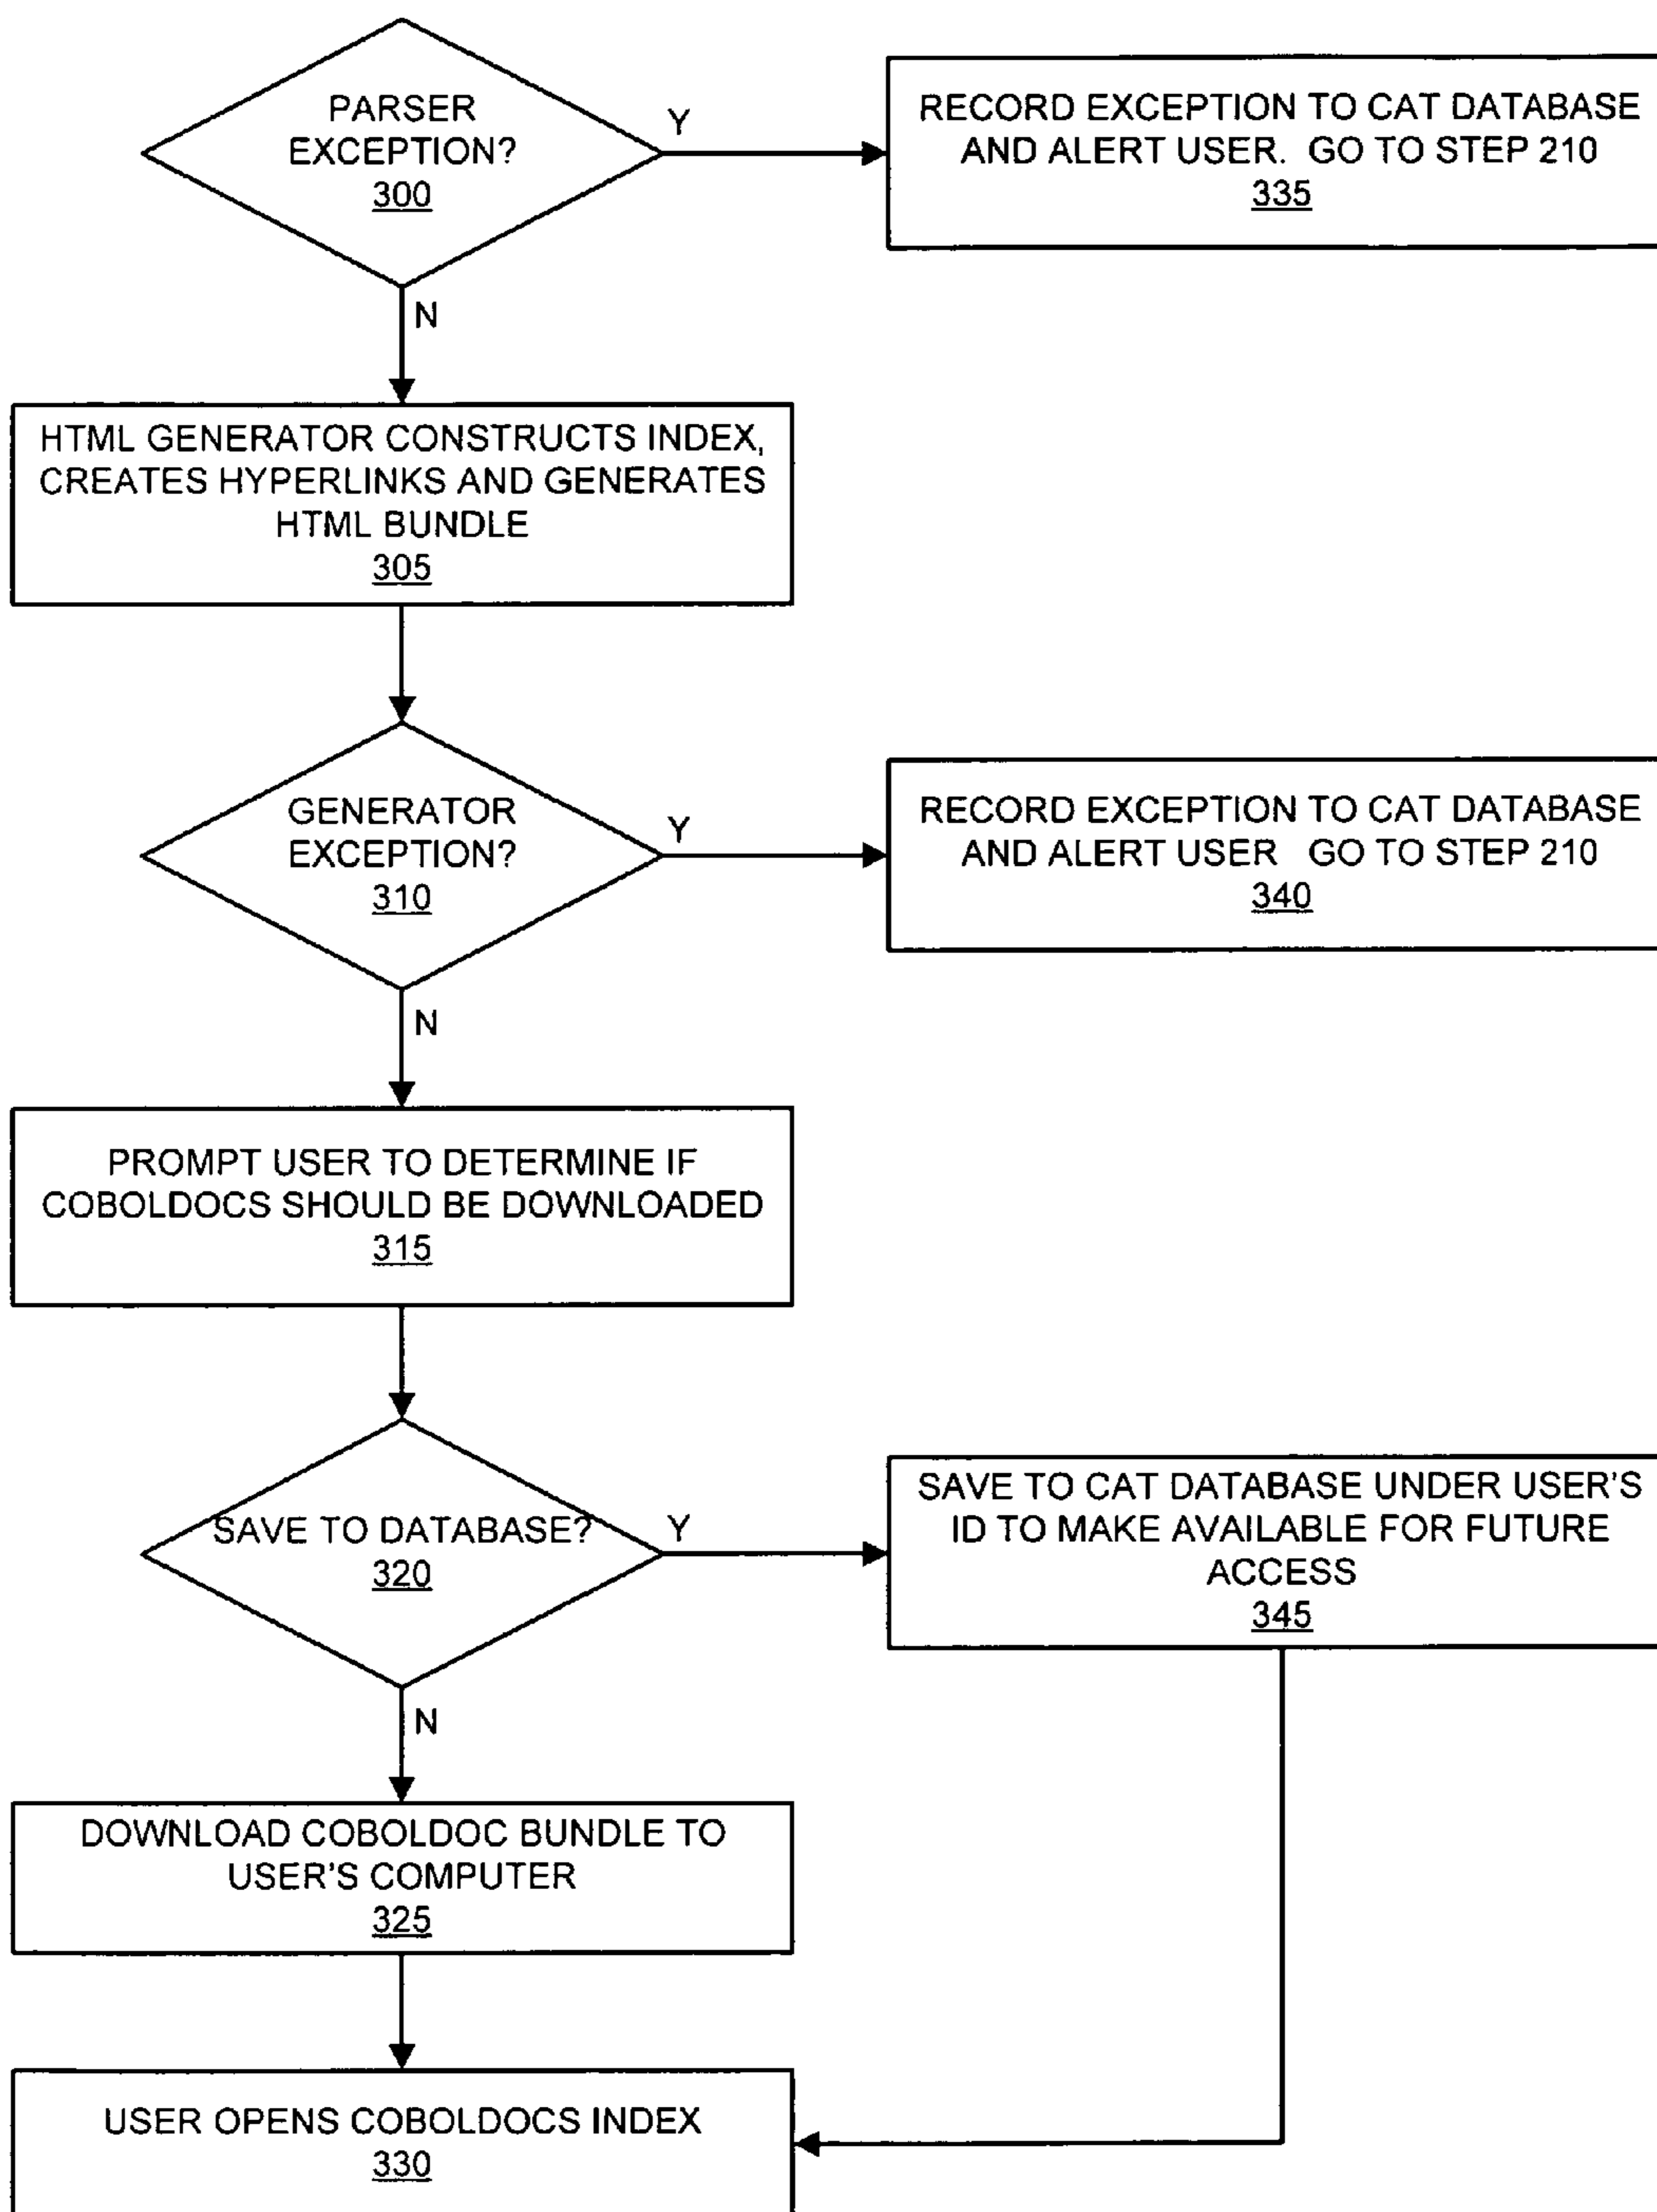 PARSER
EXCEPTION?
300
Y
RECORD EXCEPTION TO CAT DATABASE
AND ALERT USER. GO TO STEP 210
335
N
HTML GENERATOR CONSTRUCTS INDEX,
CREATES HYPERLINKS AND GENERATES
HTML BUNDLE
305
GENERATOR
EXCEPTION?
310
Y
RECORD EXCEPTION TO CAT DATABASE
AND ALERT USER GO TO STEP 210
340
N
PROMPT USER TO DETERMINE IF
COBOLDOCS SHOULD BE DOWNLOADED
315
SAVE TO DATABASE?
320
Y
SAVE TO CAT DATABASE UNDER USER'S
ID TO MAKE AVAILABLE FOR FUTURE
ACCESS
345
N
DOWNLOAD COBOLDOC BUNDLE TO
USER'S COMPUTER
325
USER OPENS COBOLDOCS INDEX
330